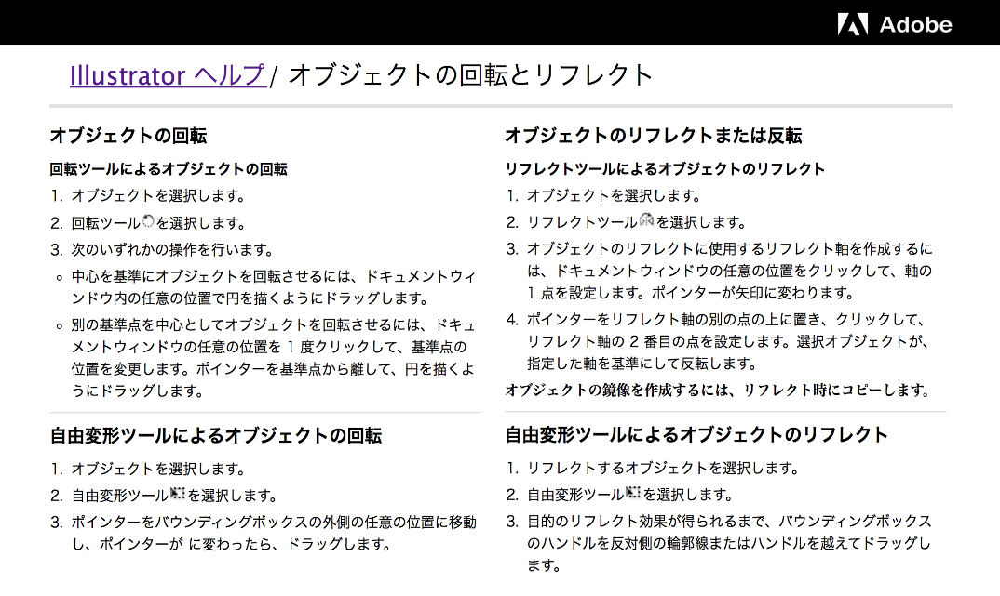 Adobe
Illustrator ヘルプ / オブジェクトの回転とリフレクト
オブジェクトの回転
回転ツールによるオブジェクトの回転
1. オブジェクトを選択します。
2. 回転ツールを選択します。
3. 次のいずれかの操作を行います。
中心を基準にオブジェクトを回転させるには、ドキュメントウィ
ンドウ内の任意の位置で円を描くようにドラッグします。
別の基準点を中心としてオブジェクトを回転させるには、ドキュ
メントウィンドウの任意の位置を 1 度クリックして、基準点の
位置を変更します。ポインターを基準点から離して、円を描くよ
うにドラッグします。
自由変形ツールによるオブジェクトの回転
1. オブジェクトを選択します。
2. 自由変形ツールを選択します。
3. ポインターをバウンディングボックスの外側の任意の位置に移動
し、ポインターが に変わったら、ドラッグします。
オブジェクトのリフレクトまたは反転
リフレクトツールによるオブジェクトのリフレクト
1. オブジェクトを選択します。
2. リフレクトツールを選択します。
3. オブジェクトのリフレクトに使用するリフレクト軸を作成するに
は、ドキュメントウィンドウの任意の位置をクリックして、軸の
1 点を設定します。ポインターが矢印に変わります。
4. ポインターをリフレクト軸の別の点の上に置き、クリックして、
リフレクト軸の 2 番目の点を設定します。選択オブジェクトが、
指定した軸を基準にして反転します。
オブジェクトの鏡像を作成するには、リフレクト時にコピーします。
自由変形ツールによるオブジェクトのリフレクト
1. リフレクトするオブジェクトを選択します。
2. 自由変形ツールを選択します。
3. 目的のリフレクト効果が得られるまで、バウンディングボックス
のハンドルを反対側の輪郭線またはハンドルを越えてドラッグし
ます。